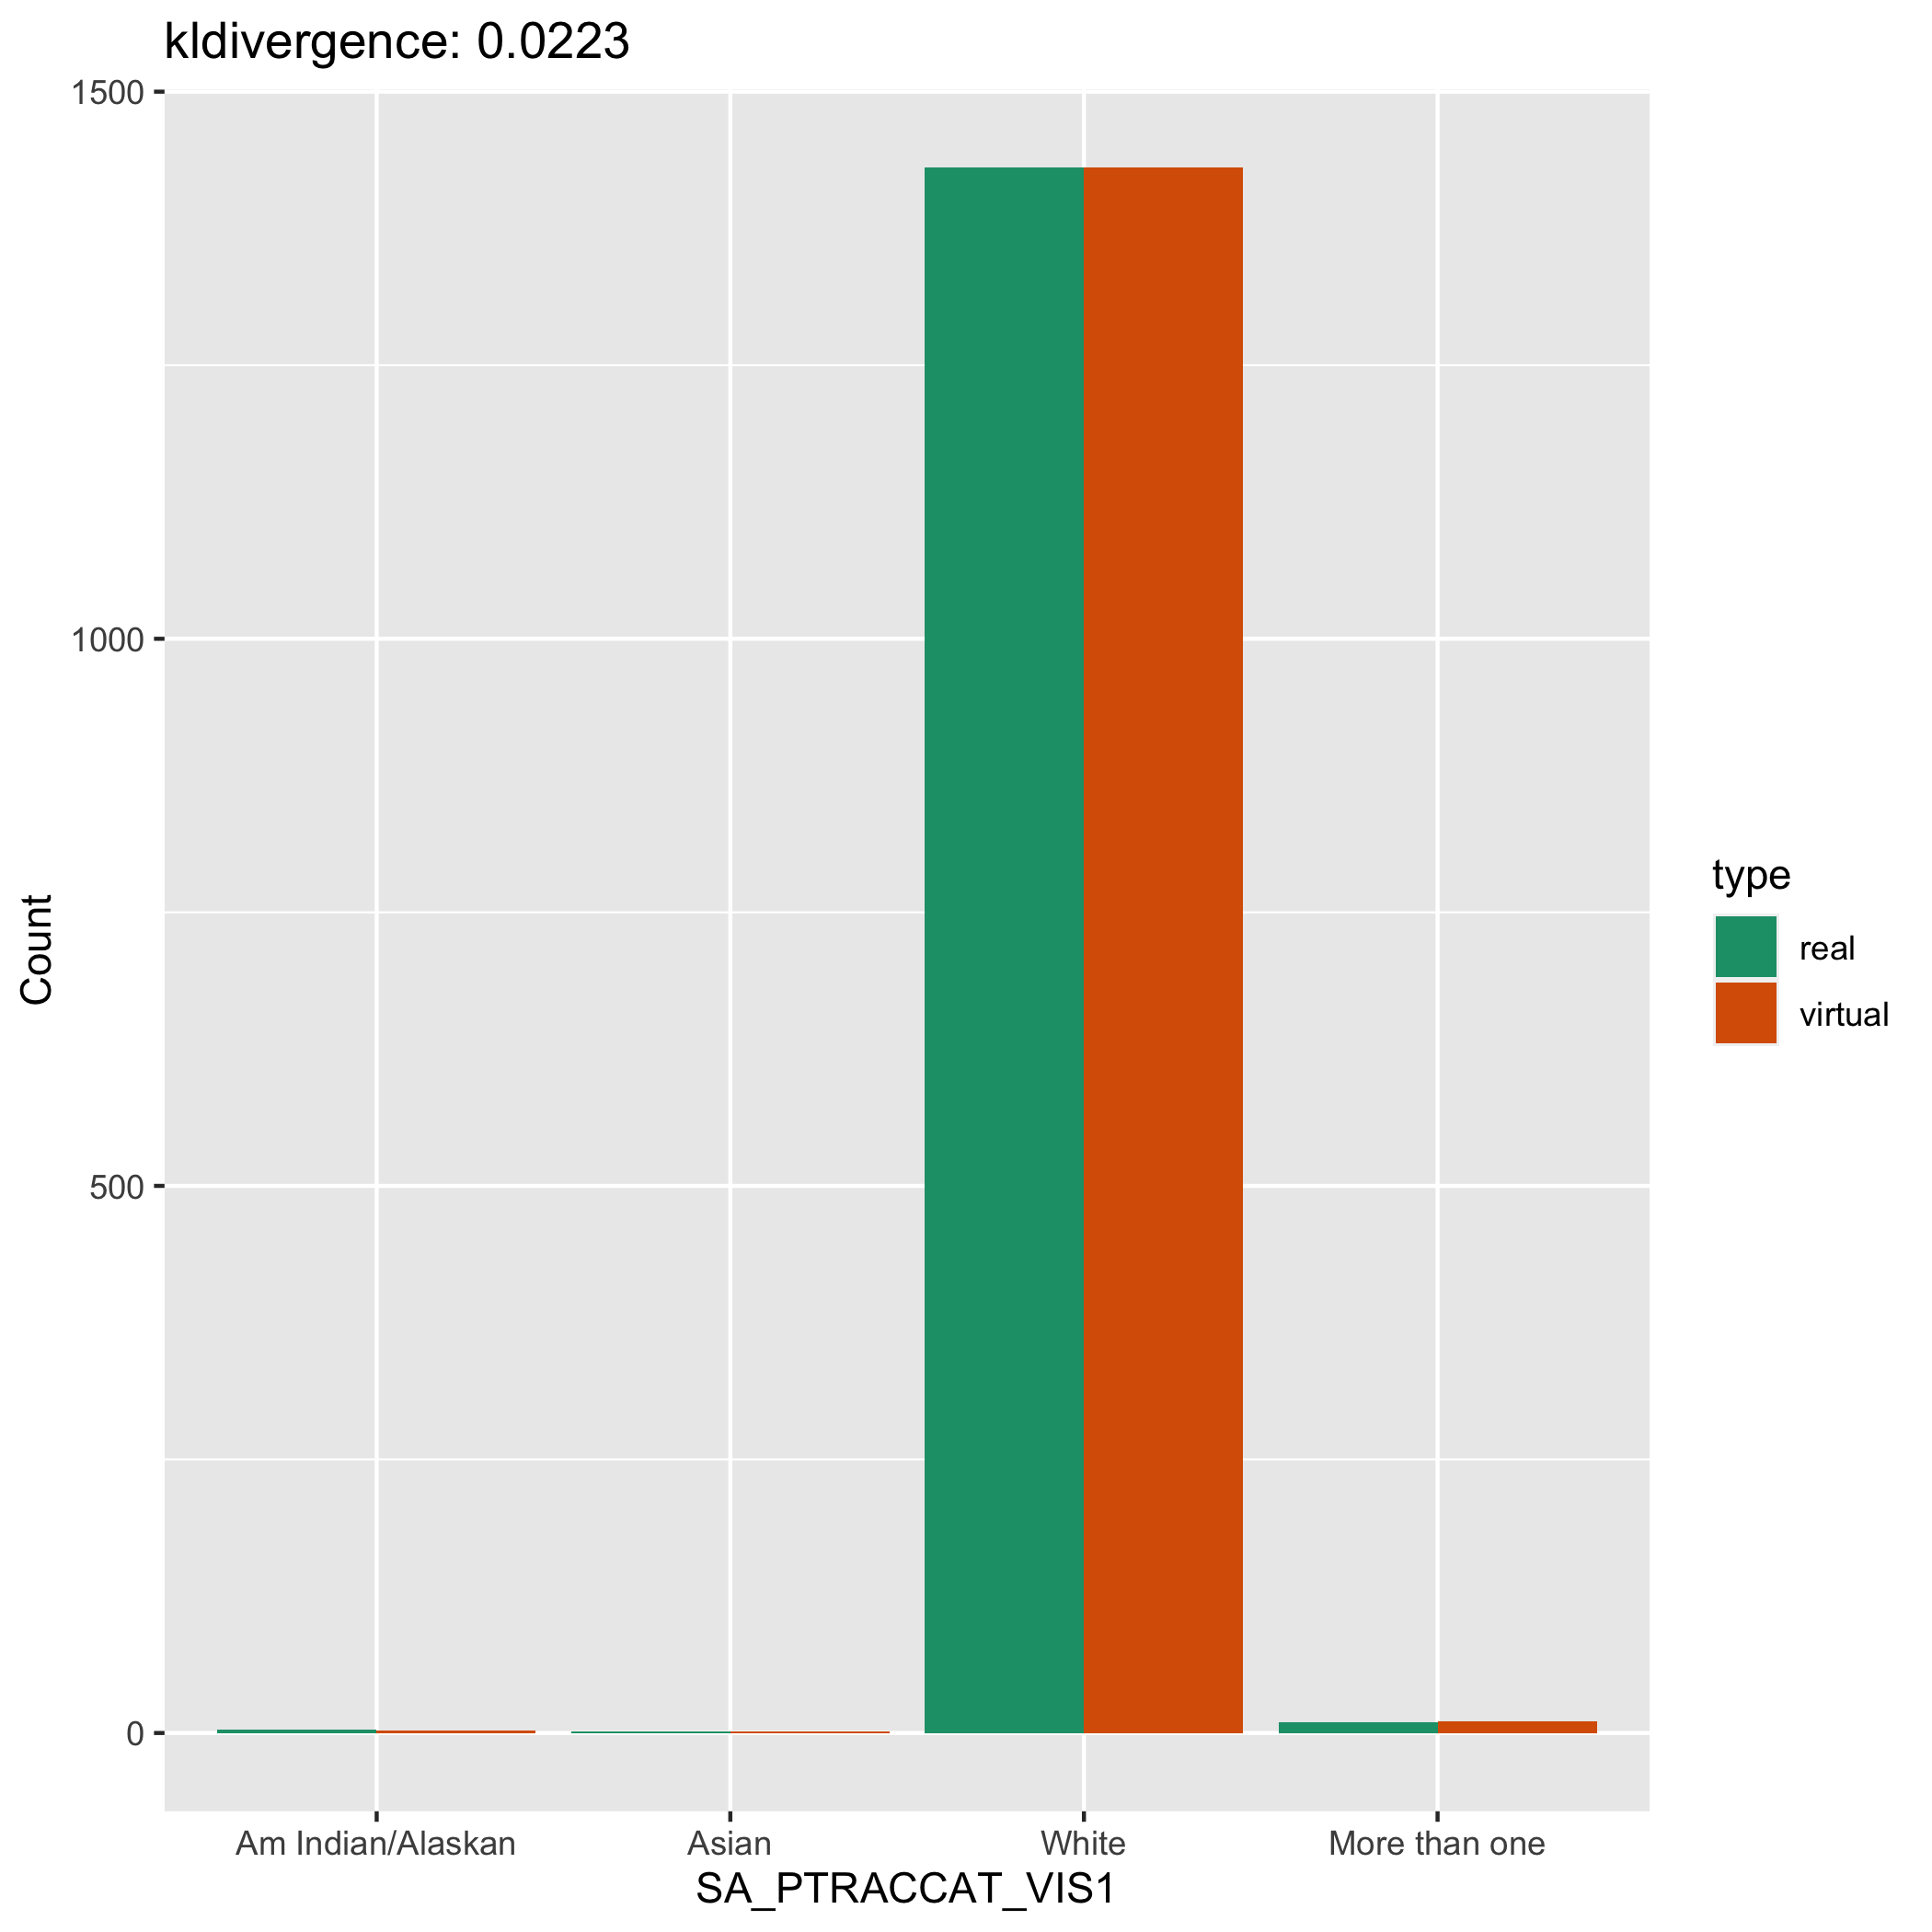 kldivergence: 0.0223
1500
1000
500
0
Count
Am Indian/Alaskan
Asian
White
More than one
SA_PTRACCAT_VIS1
type
real
virtual